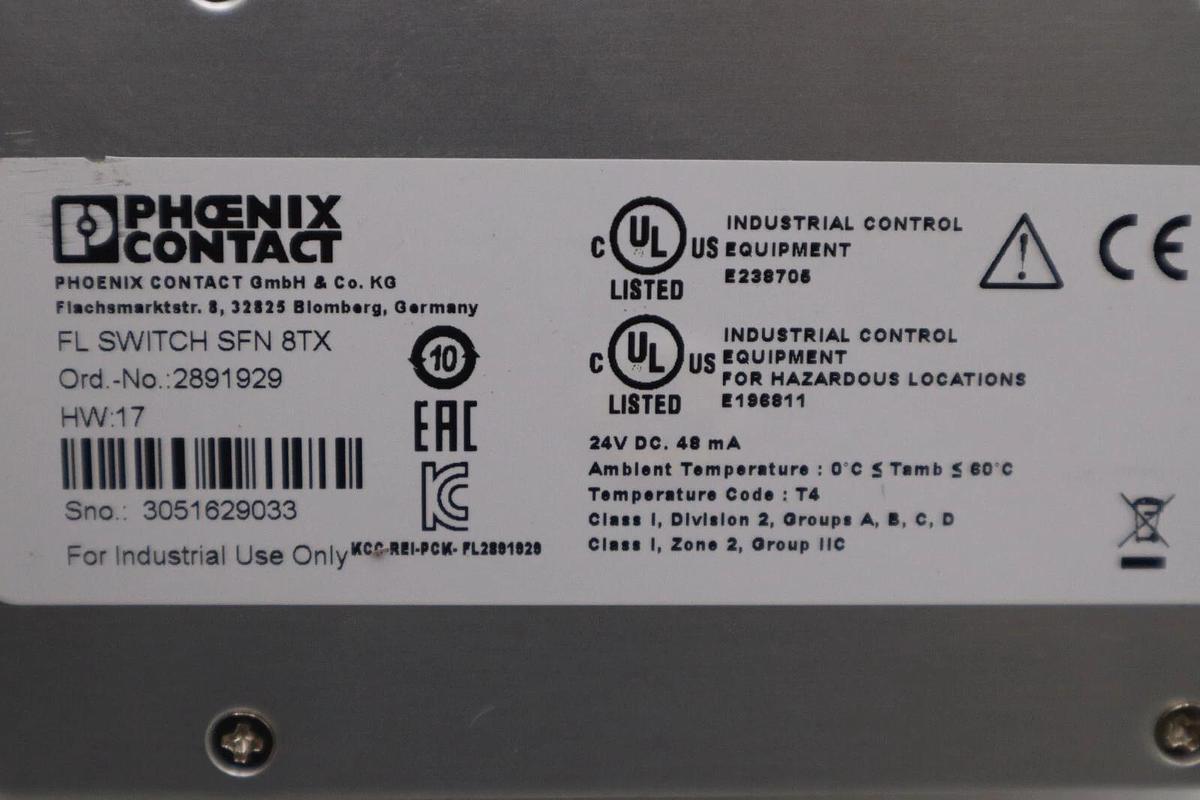 PHŒNIX
CONTACT
PHOENIX CONTACT GmbH & Co. KG
Flachsmarktstr. 8, 32825 Blomberg, Germany
FL SWITCH SFN 8TX
Ord.-No.:2891929
HW:17
Sno.: 3051629033
For Industrial Use Only
10
EAC
KC
KCC-REI-PCK- FL2891929
C UL US
LISTED
INDUSTRIAL CONTROL
EQUIPMENT
E238705
C UL US
LISTED
INDUSTRIAL CONTROL
EQUIPMENT
FOR HAZARDOUS LOCATIONS
E196811
24V DC. 48 mA
Ambient Temperature : 0°C ≤ Tamb ≤ 60°C
Temperature Code : T4
Class I, Division 2, Groups A, B, C, D
Class I, Zone 2, Group IIC
CE